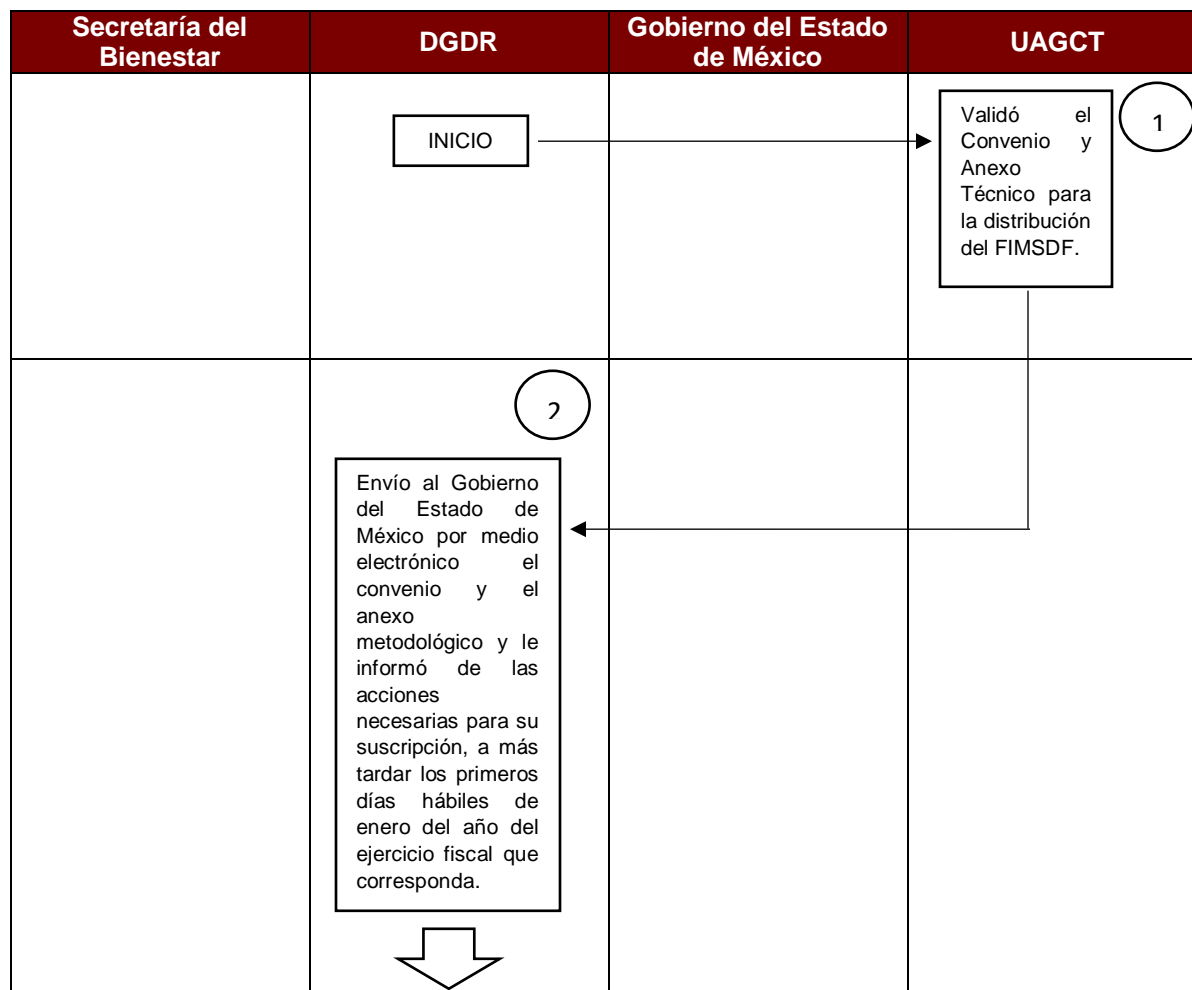 Secretaría del
Bienestar
DGDR
Gobierno del Estado
de México
UAGCT
INICIO
Validó el
Convenio y
Anexo
Técnico para
la distribución
del FIMSDF.
1
2
Envío al Gobierno
del Estado de
México por medio
electrónico el
convenio y el
anexo
metodológico y le
informó de las
acciones
necesarias para su
suscripción, a más
tardar los primeros
días hábiles de
enero del año del
ejercicio fiscal que
corresponda.